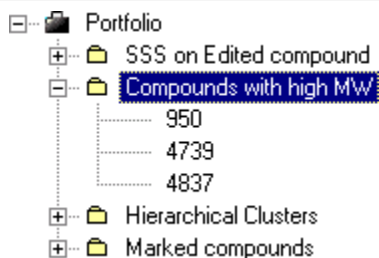 Portfolio
SSS on Edited compound
Compounds with high MW
950
4739
4837
Hierarchical Clusters
Marked compounds